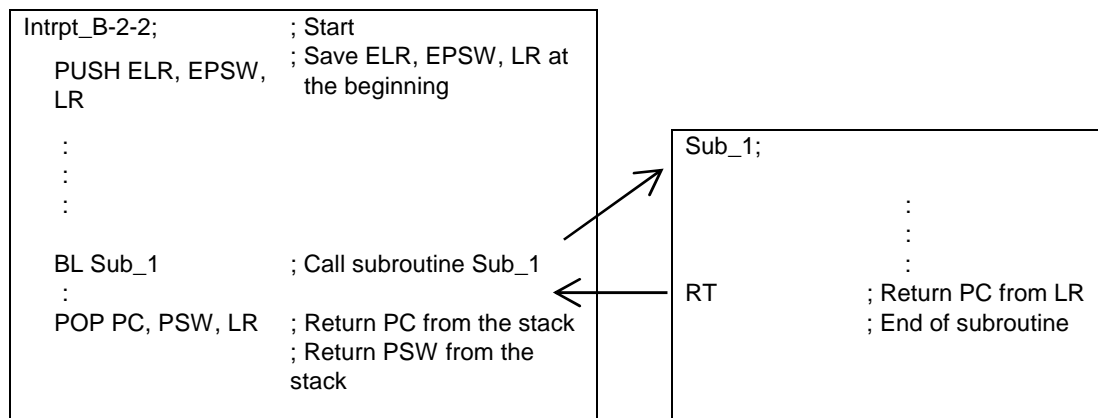 Intrpt_B-2-2; ; Start
PUSH ELR, EPSW, ; Save ELR, EPSW, LR at
LR the beginning
:
:
:
BL Sub_1 ; Call subroutine Sub_1
:
POP PC, PSW, LR ; Return PC from the stack
; Return PSW from the
stack
Sub_1;
:
:
:
RT ; Return PC from LR
; End of subroutine